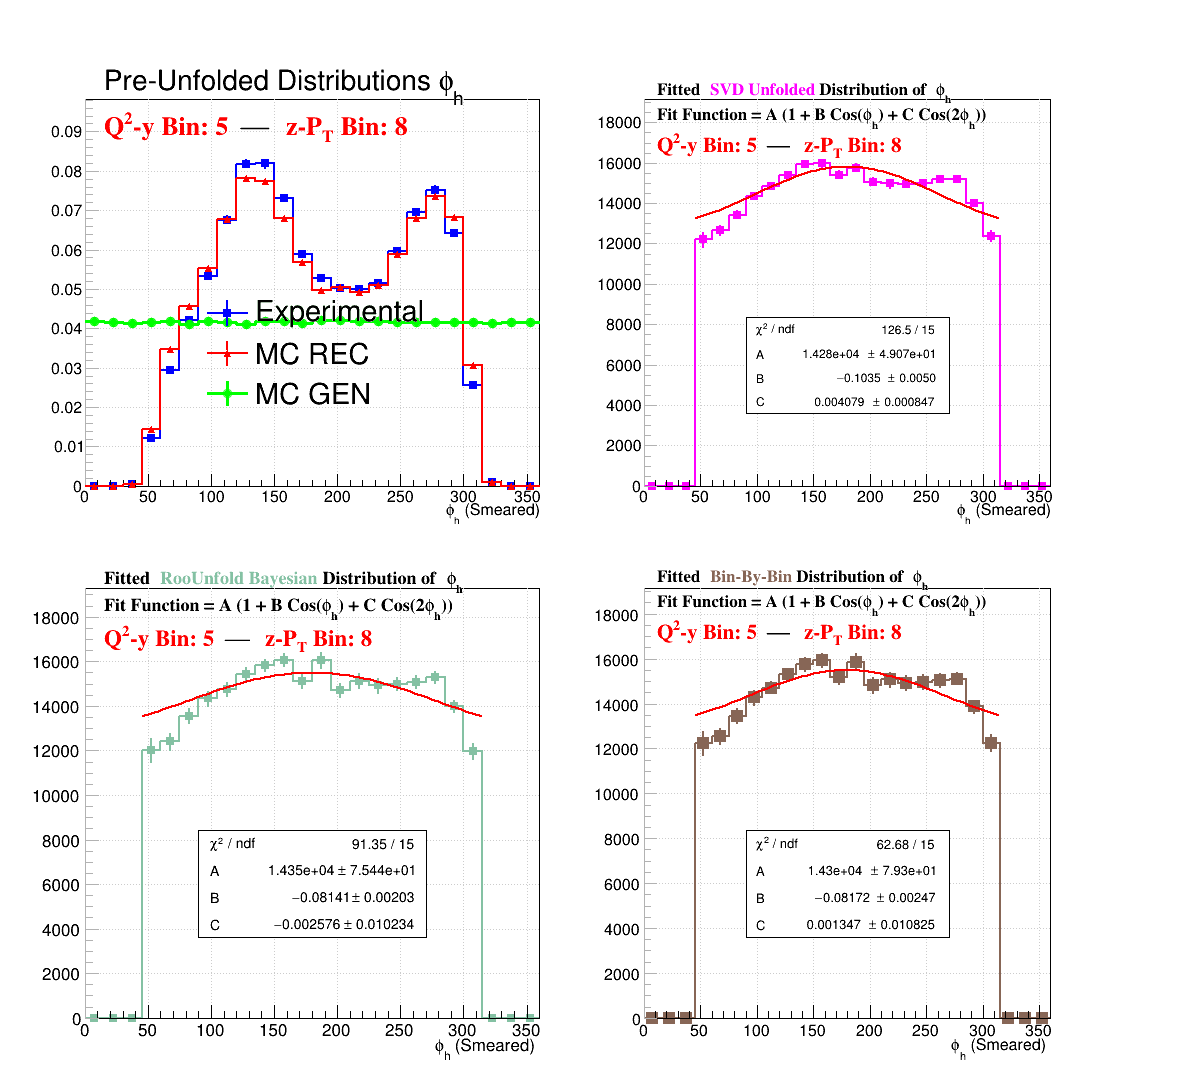 Pre-Unfolded Distributions ϕh
Q²-y Bin: 5 — z-PT Bin: 8
0.09
0.08
0.07
0.06
0.05
0.04
0.03
0.02
0.01
0
Experimental
MC REC
MC GEN
0 50 100 150 200 250 300 350
ϕh (Smeared)
Fitted SVD Unfolded Distribution of ϕh
Fit Function = A (1 + B Cos(ϕh) + C Cos(2ϕh))
Q²-y Bin: 5 — z-PT Bin: 8
18000
16000
14000
12000
10000
8000
6000
4000
2000
0
χ² / ndf 126.5 / 15
A 1.428e+04 ± 4.907e+01
B −0.1035 ± 0.0050
C 0.004079 ± 0.000847
0 50 100 150 200 250 300 350
ϕh (Smeared)
Fitted RooUnfold Bayesian Distribution of ϕh
Fit Function = A (1 + B Cos(ϕh) + C Cos(2ϕh))
Q²-y Bin: 5 — z-PT Bin: 8
18000
16000
14000
12000
10000
8000
6000
4000
2000
0
χ² / ndf 91.35 / 15
A 1.435e+04 ± 7.544e+01
B −0.08141 ± 0.00203
C −0.002576 ± 0.010234
0 50 100 150 200 250 300 350
ϕh (Smeared)
Fitted Bin-By-Bin Distribution of ϕh
Fit Function = A (1 + B Cos(ϕh) + C Cos(2ϕh))
Q²-y Bin: 5 — z-PT Bin: 8
18000
16000
14000
12000
10000
8000
6000
4000
2000
0
χ² / ndf 62.68 / 15
A 1.43e+04 ± 7.93e+01
B −0.08172 ± 0.00247
C 0.001347 ± 0.010825
0 50 100 150 200 250 300 350
ϕh (Smeared)